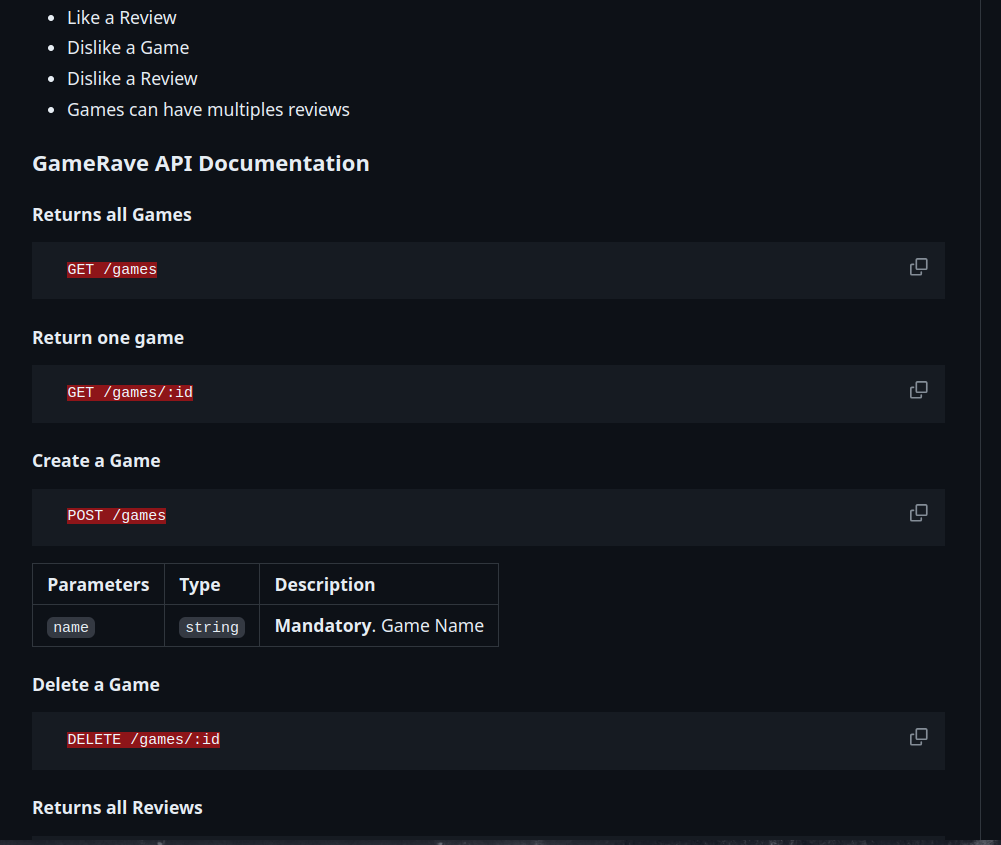 Like a Review
Dislike a Game
Dislike a Review
Games can have multiples reviews
GameRave API Documentation
Returns all Games
GET /games
Return one game
GET /games/:id
Create a Game
POST /games
Parameters Type Description
name string Mandatory. Game Name
Delete a Game
DELETE /games/:id
Returns all Reviews